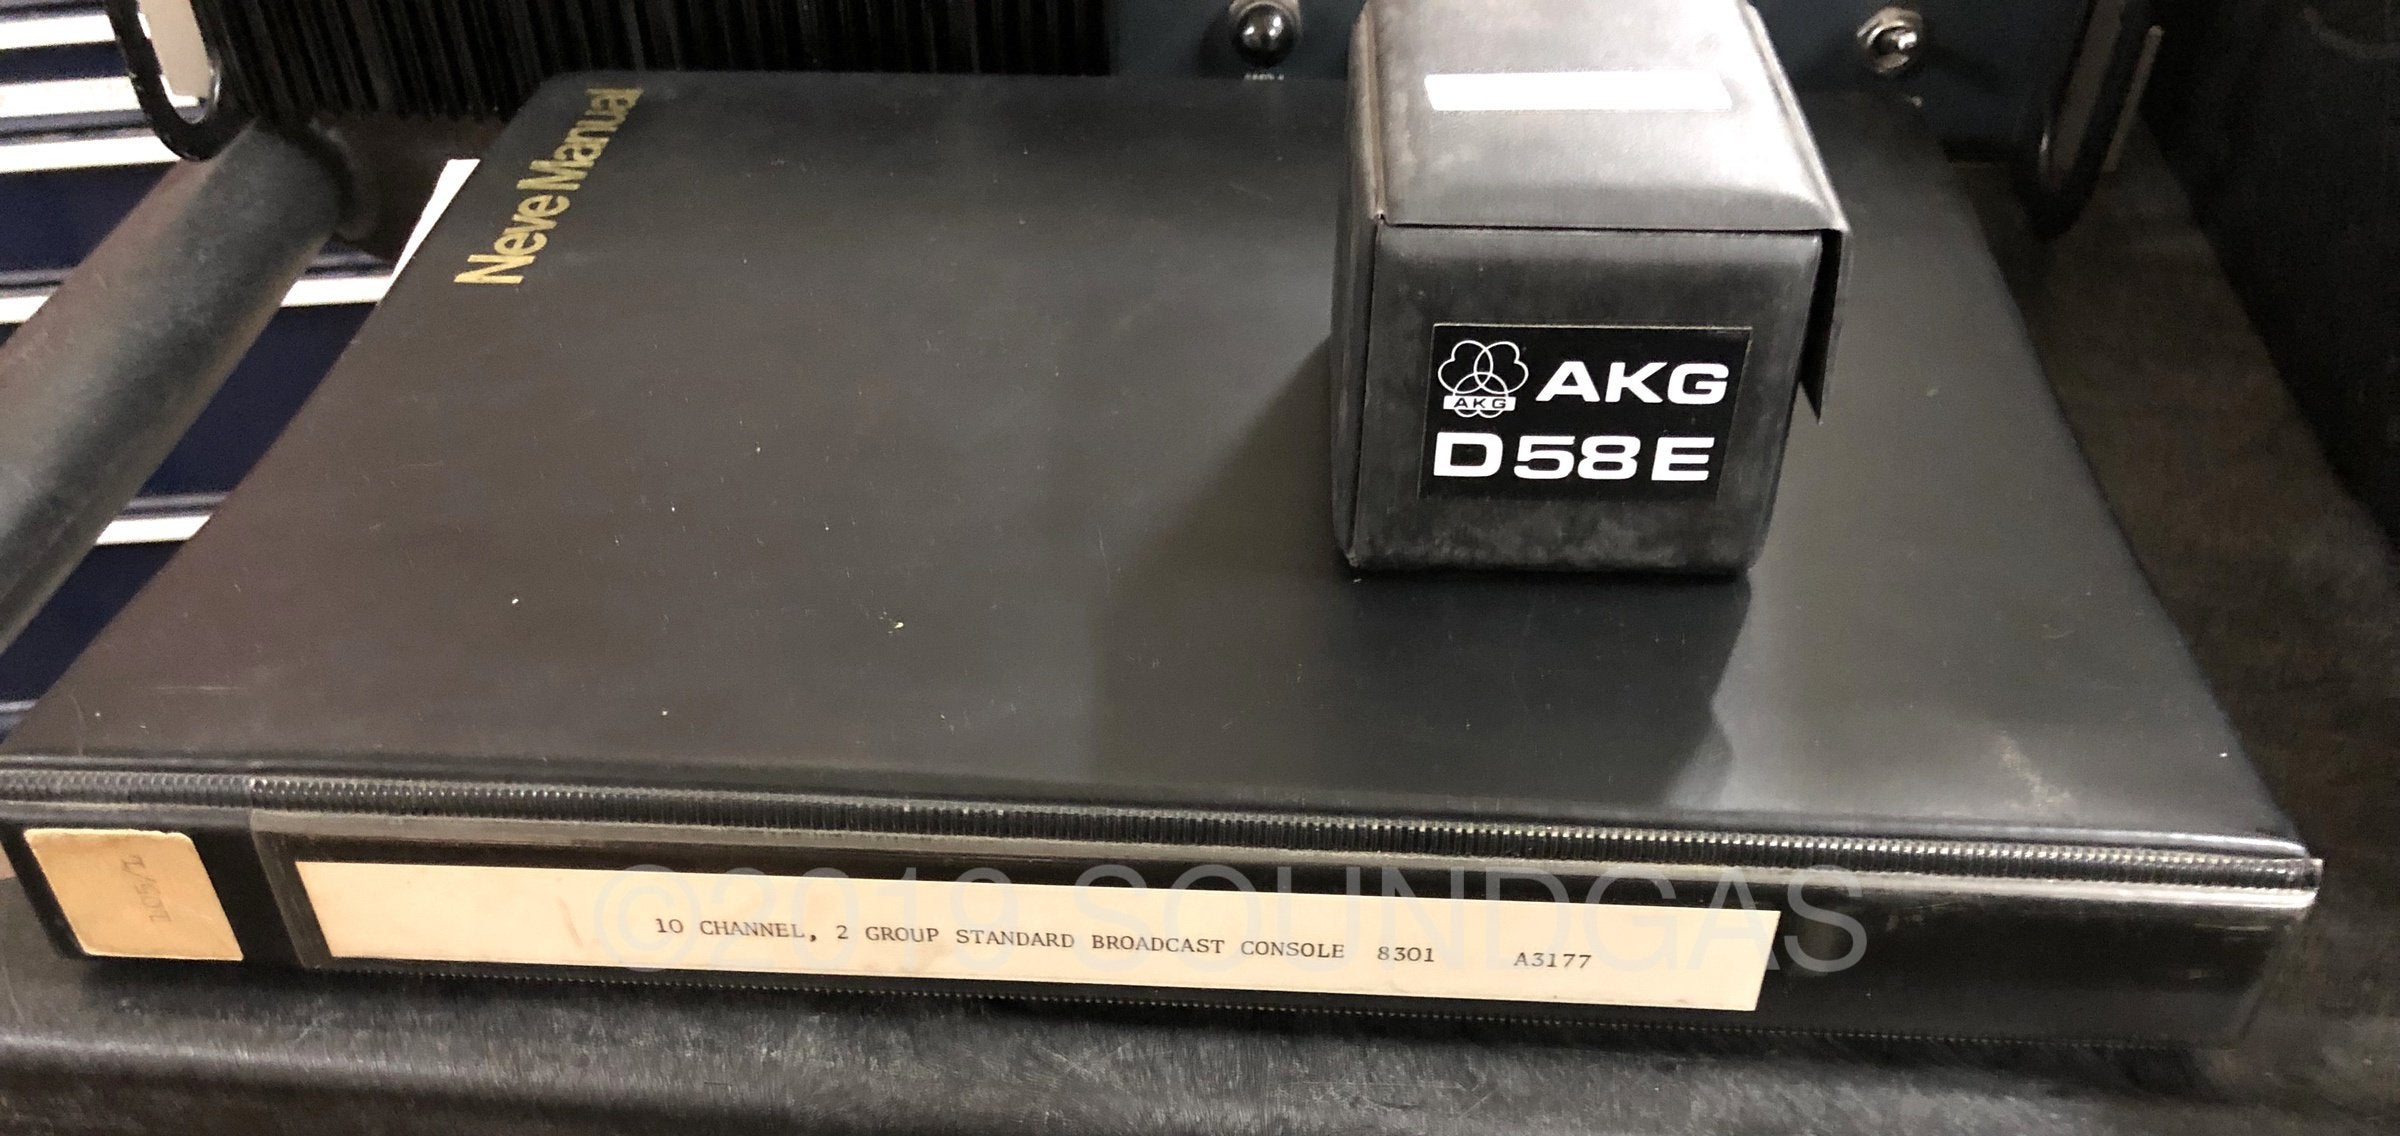 Neve Manual
AKG
AKG
D58E
10 CHANNEL, 2 GROUP STANDARD BROADCAST CONSOLE 8301 A3177
©2019 SOUNDGAS